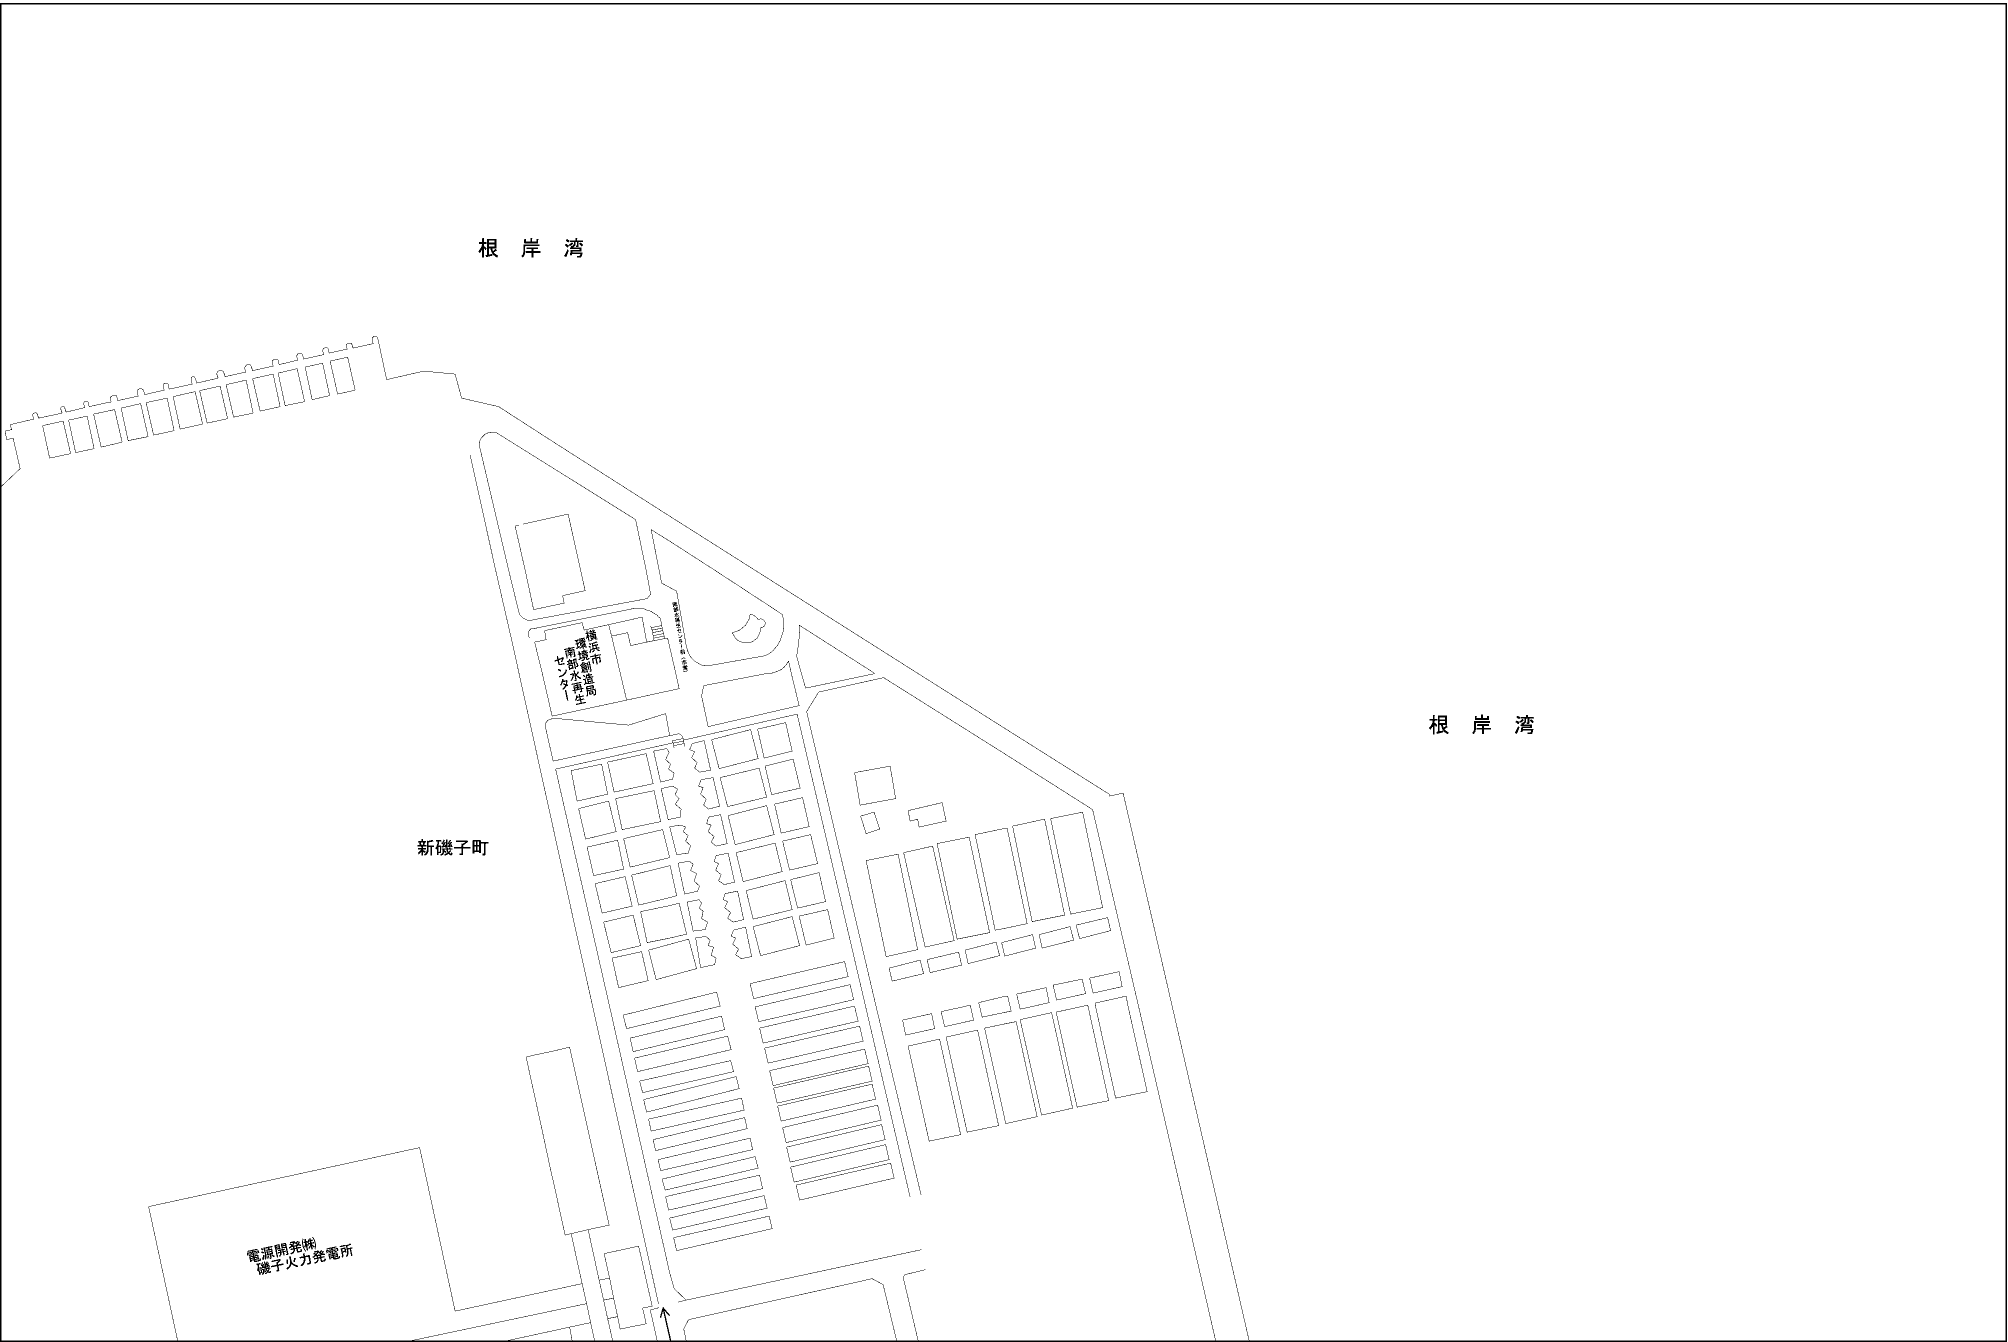 根岸湾
横浜市
環境創造局
南部水再生
センター
根岸湾
新磯子町
電源開発㈱
磯子火力発電所